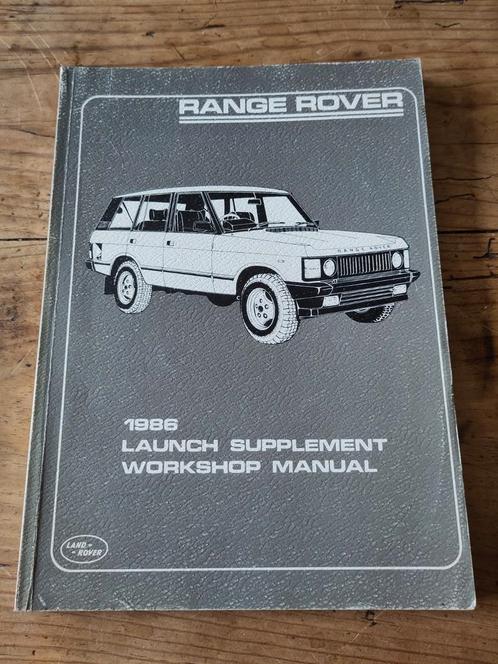 RANGE ROVER
RANGE ROVER
1986
LAUNCH SUPPLEMENT
WORKSHOP MANUAL
LAND-
-ROVER